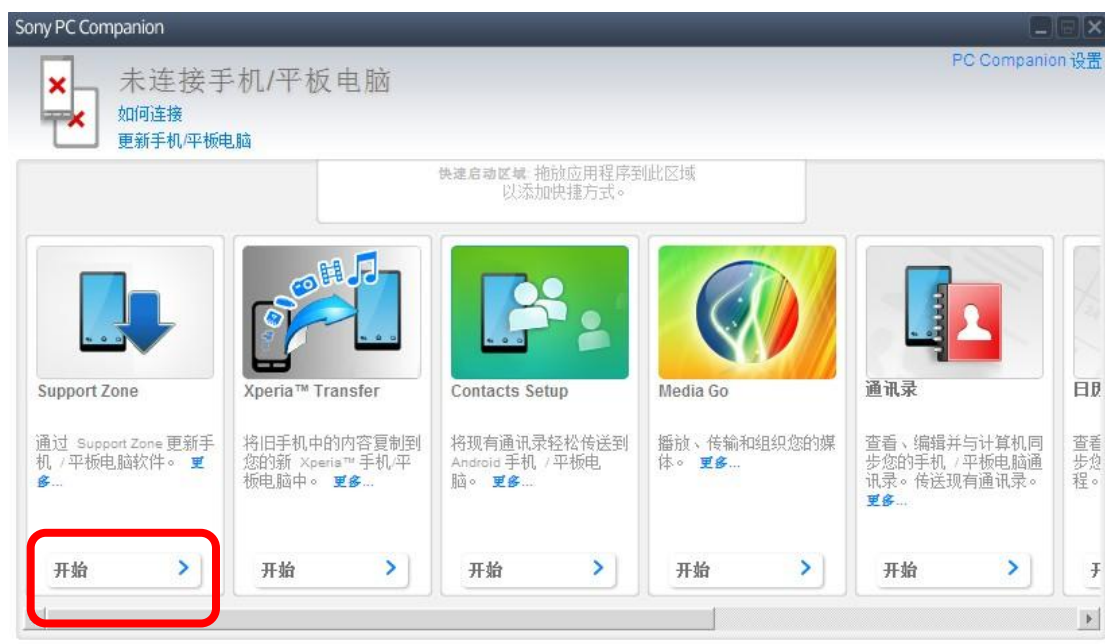 Sony PC Companion
PC Companion 设置
未连接手机/平板电脑
如何连接
更新手机/平板电脑
快速启动区域: 拖放应用程序到此区域
以添加快捷方式。
Support Zone
通过 Support Zone 更新手
机 / 平板电脑软件。 更
多...
开始
Xperia™ Transfer
将旧手机中的内容复制到
您的新 Xperia™ 手机/平
板电脑中。 更多...
开始
Contacts Setup
将现有通讯录轻松传送到
Android 手机 / 平板电
脑。 更多...
开始
Media Go
播放、传输和组织您的媒
体。 更多...
开始
通讯录
查看、编辑并与计算机同
步您的手机 / 平板电脑通
讯录。传送现有通讯录。
更多...
开始
日历
查看
步您
程。